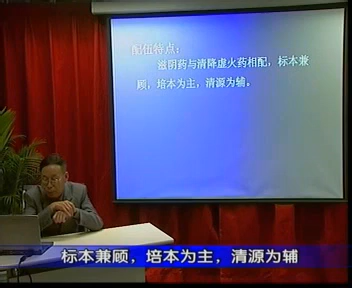 配伍特点：
滋阴药与清降虚火药相配，标本兼
顾，培本为主，清源为辅。
标本兼顾，培本为主，清源为辅